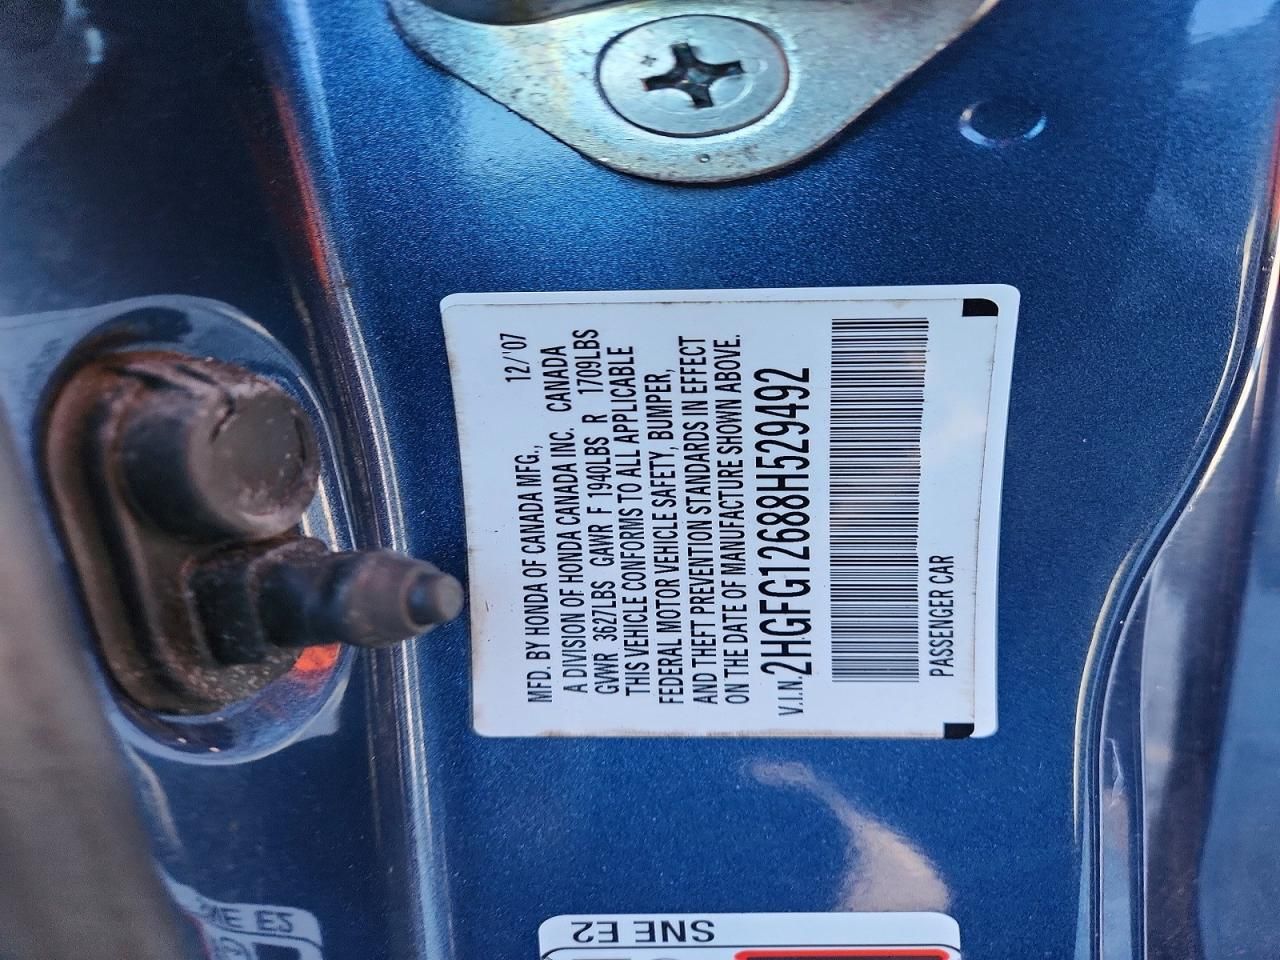 MFD. BY HONDA OF CANADA MFG., 12/'07
A DIVISION OF HONDA CANADA INC. CANADA
GVWR 3627LBS GAWR F 1940LBS R 1709LBS
THIS VEHICLE CONFORMS TO ALL APPLICABLE
FEDERAL MOTOR VEHICLE SAFETY, BUMPER,
AND THEFT PREVENTION STANDARDS IN EFFECT
ON THE DATE OF MANUFACTURE SHOWN ABOVE.
V.I.N. 2HGFG12688H529492
PASSENGER CAR
SNE E2